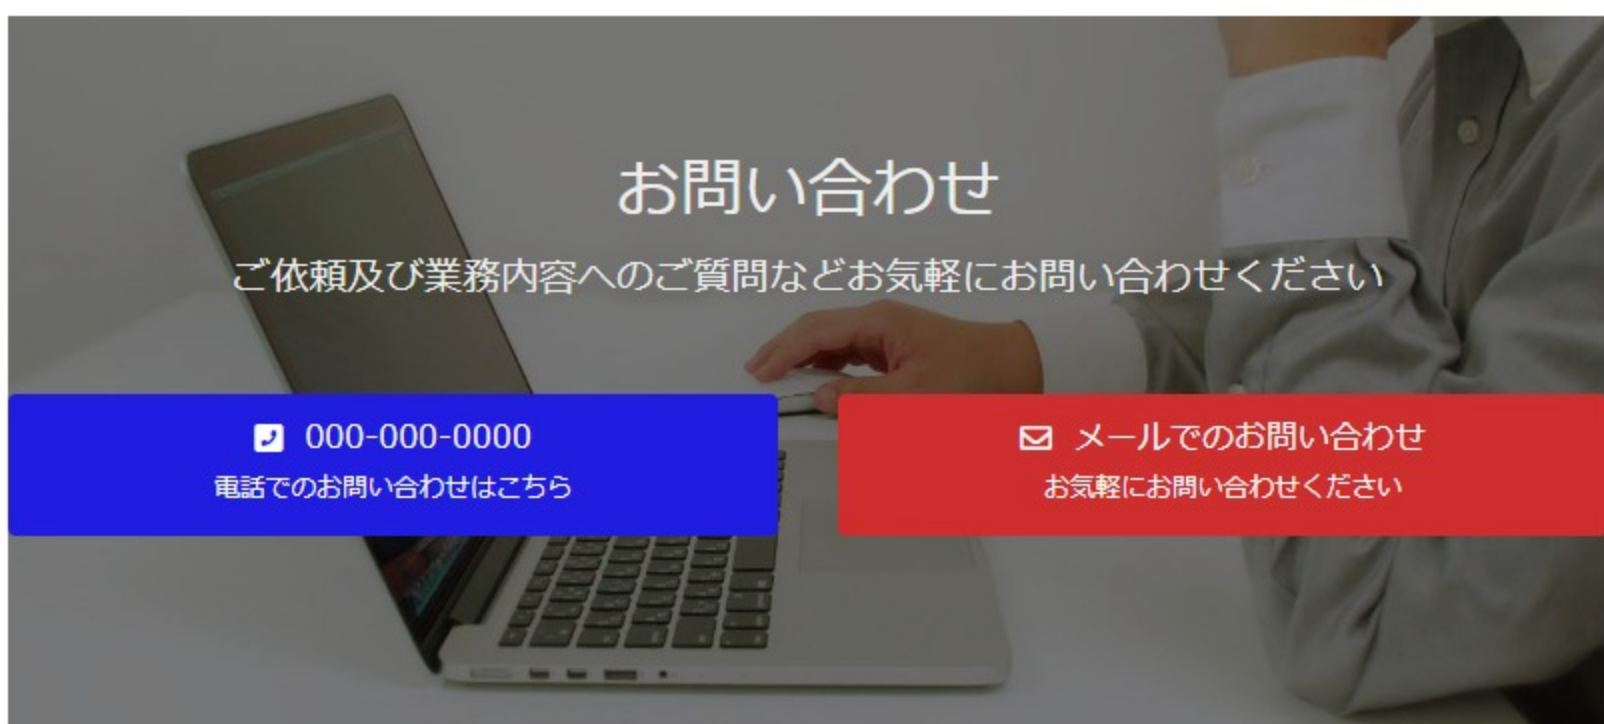 お問い合わせ
ご依頼及び業務内容へのご質問などお気軽にお問い合わせください
000-000-0000
電話でのお問い合わせはこちら
メールでのお問い合わせ
お気軽にお問い合わせください